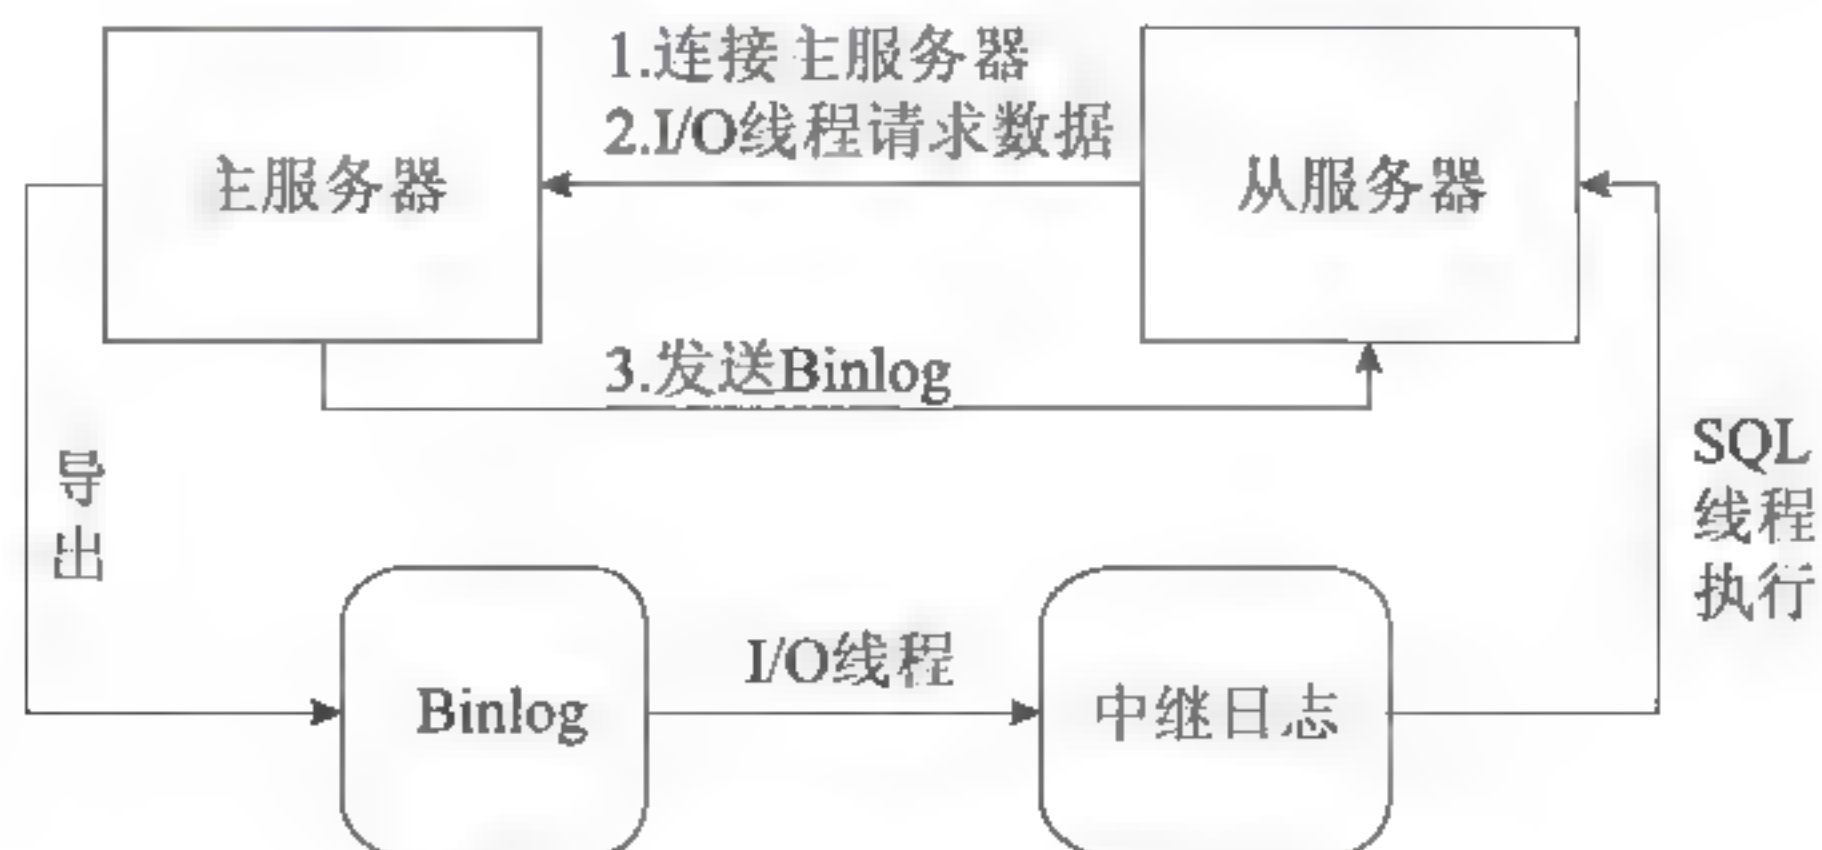 1.连接主服务器
2.I/O线程请求数据
主服务器
从服务器
3.发送Binlog
导
出
SQL
线程
执行
I/O线程
Binlog
中继日志